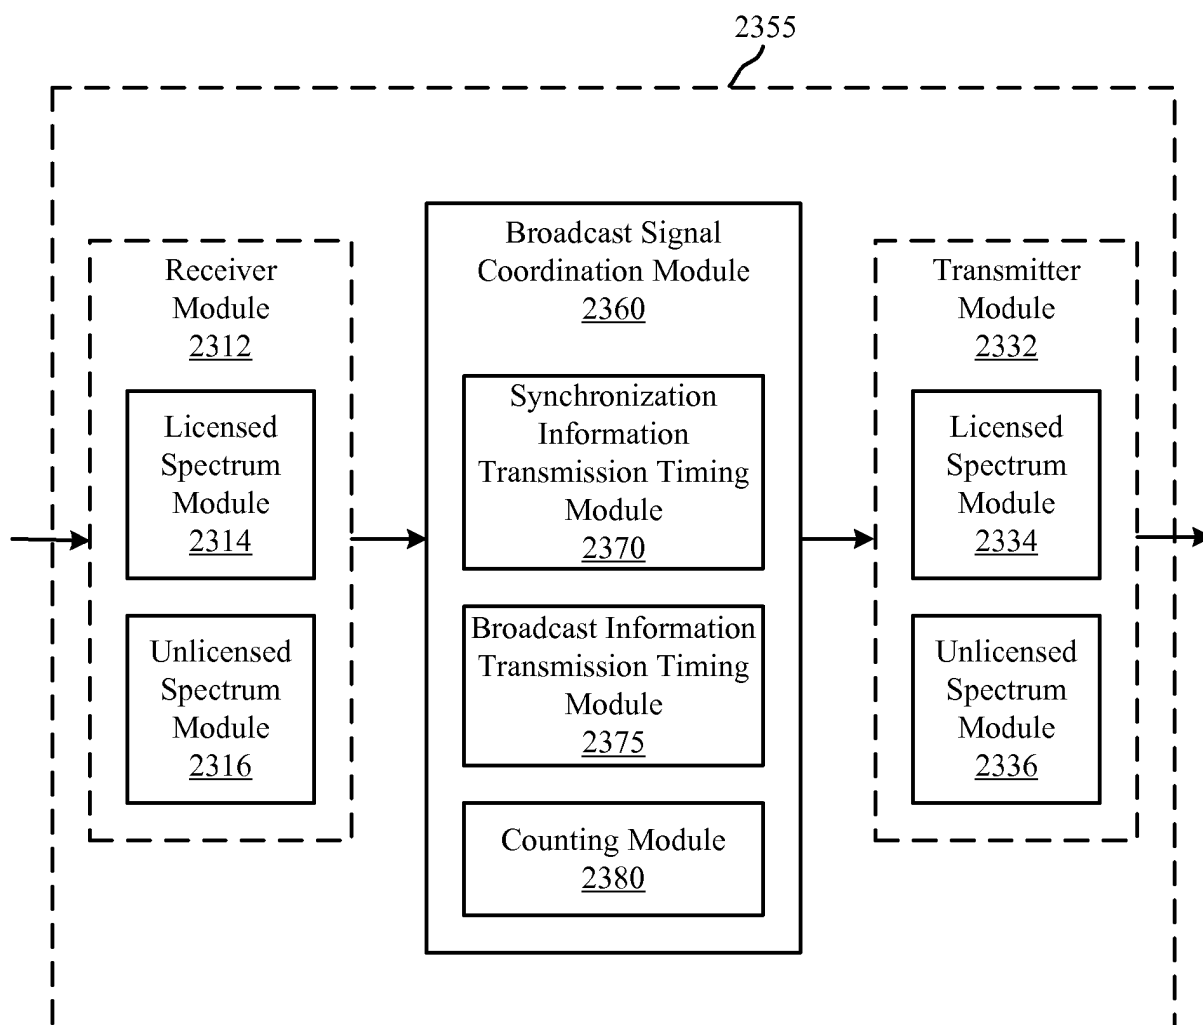 2355
Receiver
Module
2312
Licensed
Spectrum
Module
2314
Unlicensed
Spectrum
Module
2316
Broadcast Signal
Coordination Module
2360
Synchronization
Information
Transmission Timing
Module
2370
Broadcast Information
Transmission Timing
Module
2375
Counting Module
2380
Transmitter
Module
2332
Licensed
Spectrum
Module
2334
Unlicensed
Spectrum
Module
2336